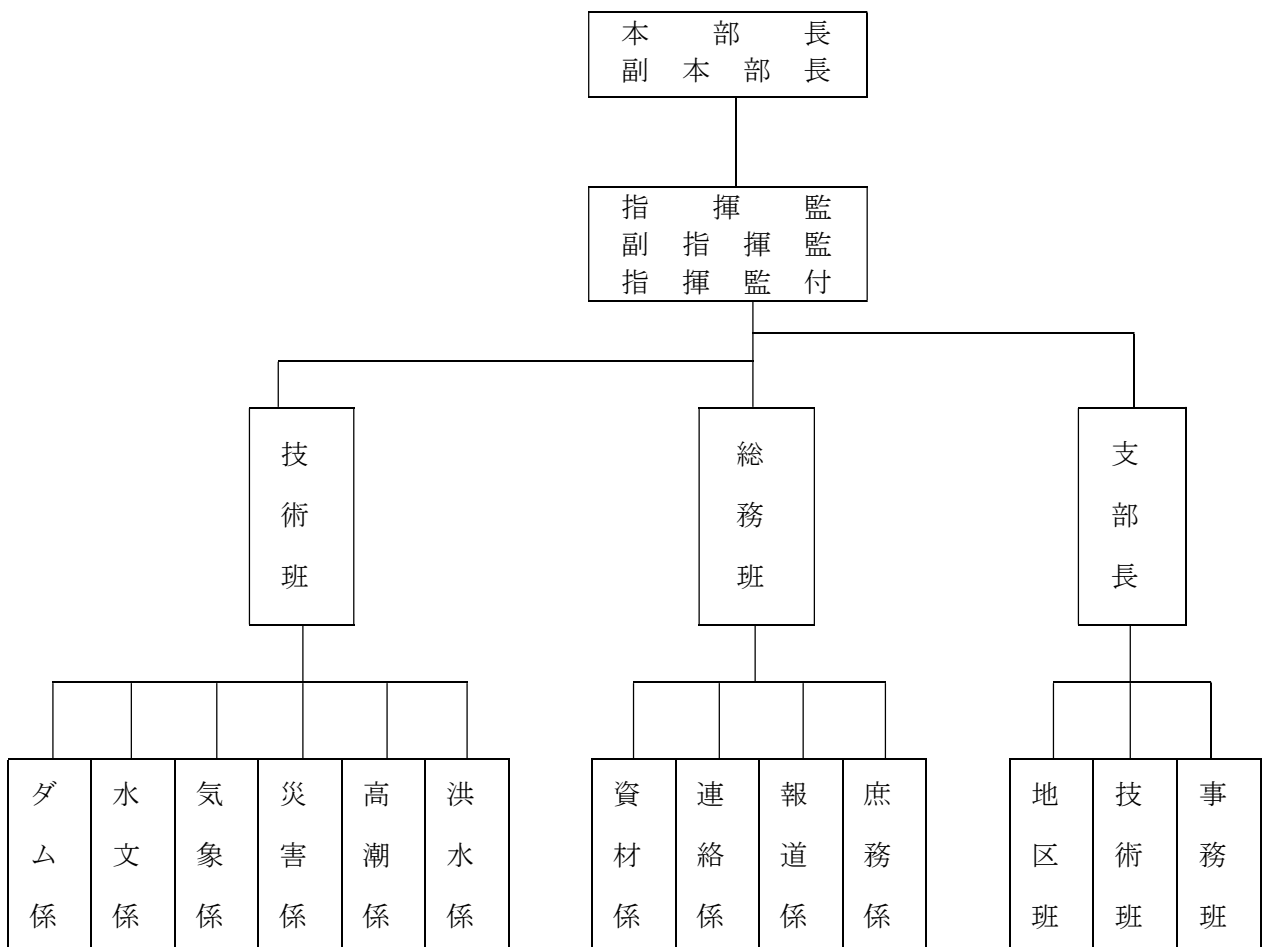 本部長
副本部長
指揮監
副指揮監
指揮監付
技術班
総務班
支部長
ダム係
水文係
気象係
災害係
高潮係
洪水係
資材係
連絡係
報道係
庶務係
地区班
技術班
事務班